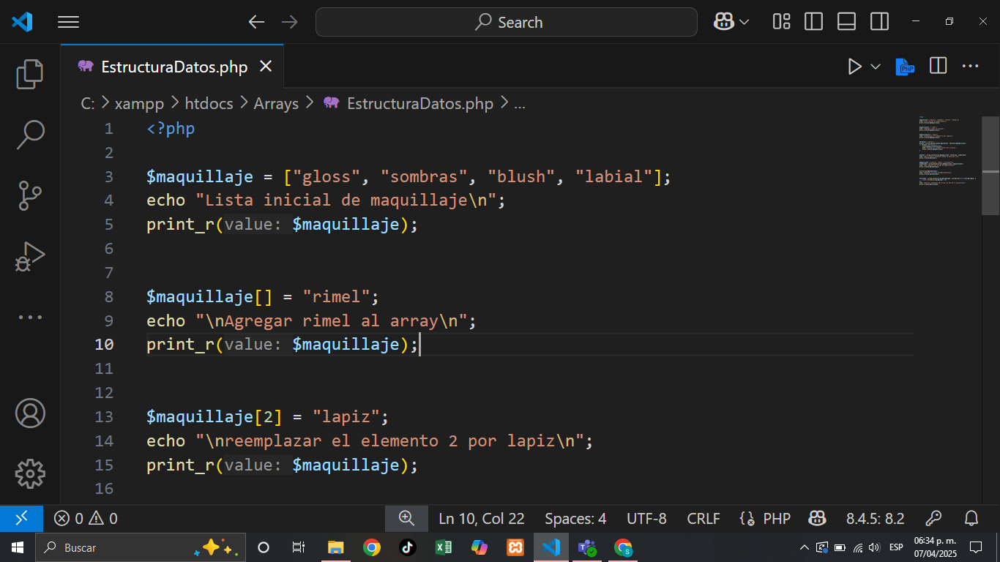 Search
EstructuraDatos.php
C: > xampp > htdocs > Arrays > EstructuraDatos.php > ...
1 <?php
2
3 $maquillaje = ["gloss", "sombras", "blush", "labial"];
4 echo "Lista inicial de maquillaje\n";
5 print_r(value: $maquillaje);
6
7
8 $maquillaje[] = "rimel";
9 echo "\nAgregar rimel al array\n";
10 print_r(value: $maquillaje);
11
12
13 $maquillaje[2] = "lapiz";
14 echo "\nreemplazar el elemento 2 por lapiz\n";
15 print_r(value: $maquillaje);
16
0 0 Ln 10, Col 22 Spaces: 4 UTF-8 CRLF {} PHP 8.4.5: 8.2
Buscar ESP 06:34 p. m.
07/04/2025